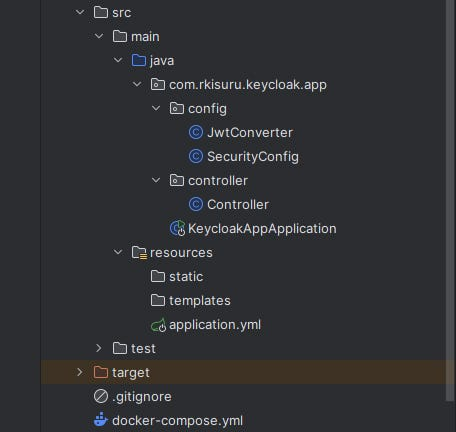 src
main
java
com.rkisuru.keycloak.app
config
JwtConverter
SecurityConfig
controller
Controller
KeycloakAppApplication
resources
static
templates
application.yml
test
target
.gitignore
docker-compose.yml